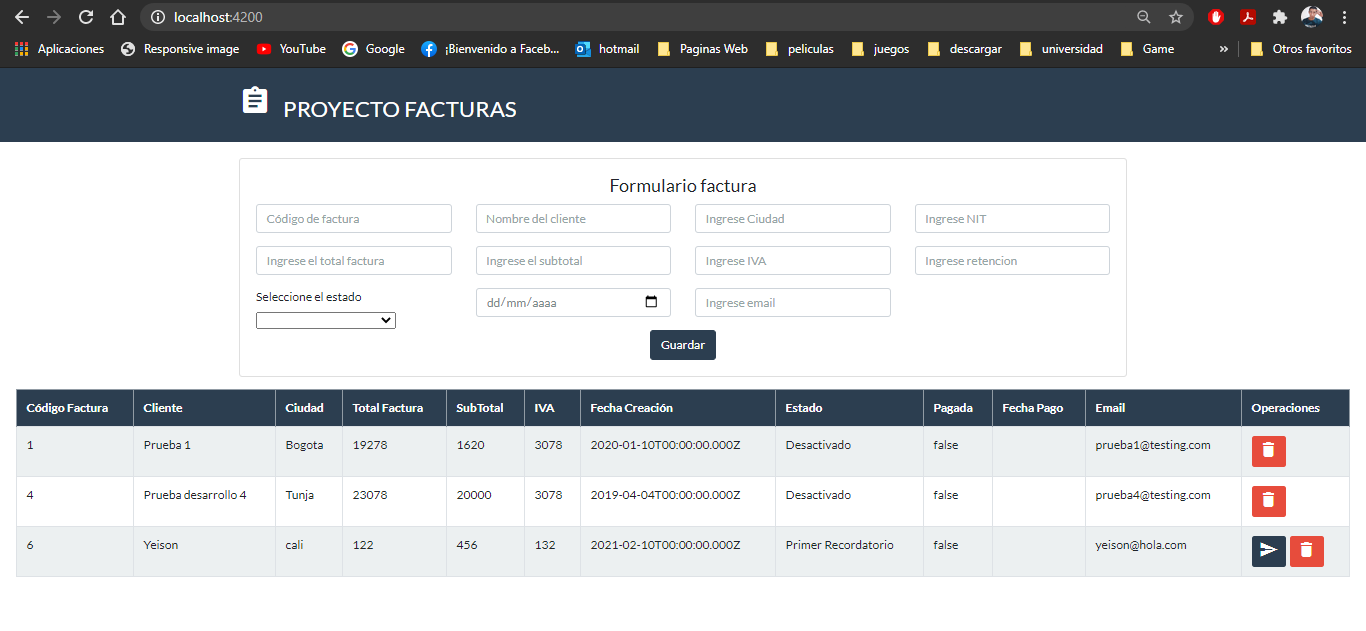 localhost:4200
Aplicaciones Responsive image YouTube Google ¡Bienvenido a Faceb... hotmail Paginas Web peliculas juegos descargar universidad Game » Otros favoritos
PROYECTO FACTURAS
Formulario factura
Código de factura Nombre del cliente Ingrese Ciudad Ingrese NIT
Ingrese el total factura Ingrese el subtotal Ingrese IVA Ingrese retencion
Seleccione el estado dd/mm/aaaa Ingrese email
Guardar
Código Factura Cliente Ciudad Total Factura SubTotal IVA Fecha Creación Estado Pagada Fecha Pago Email Operaciones
1 Prueba 1 Bogota 19278 1620 3078 2020-01-10T00:00:00.000Z Desactivado false prueba1@testing.com
4 Prueba desarrollo 4 Tunja 23078 20000 3078 2019-04-04T00:00:00.000Z Desactivado false prueba4@testing.com
6 Yeison cali 122 456 132 2021-02-10T00:00:00.000Z Primer Recordatorio false yeison@hola.com